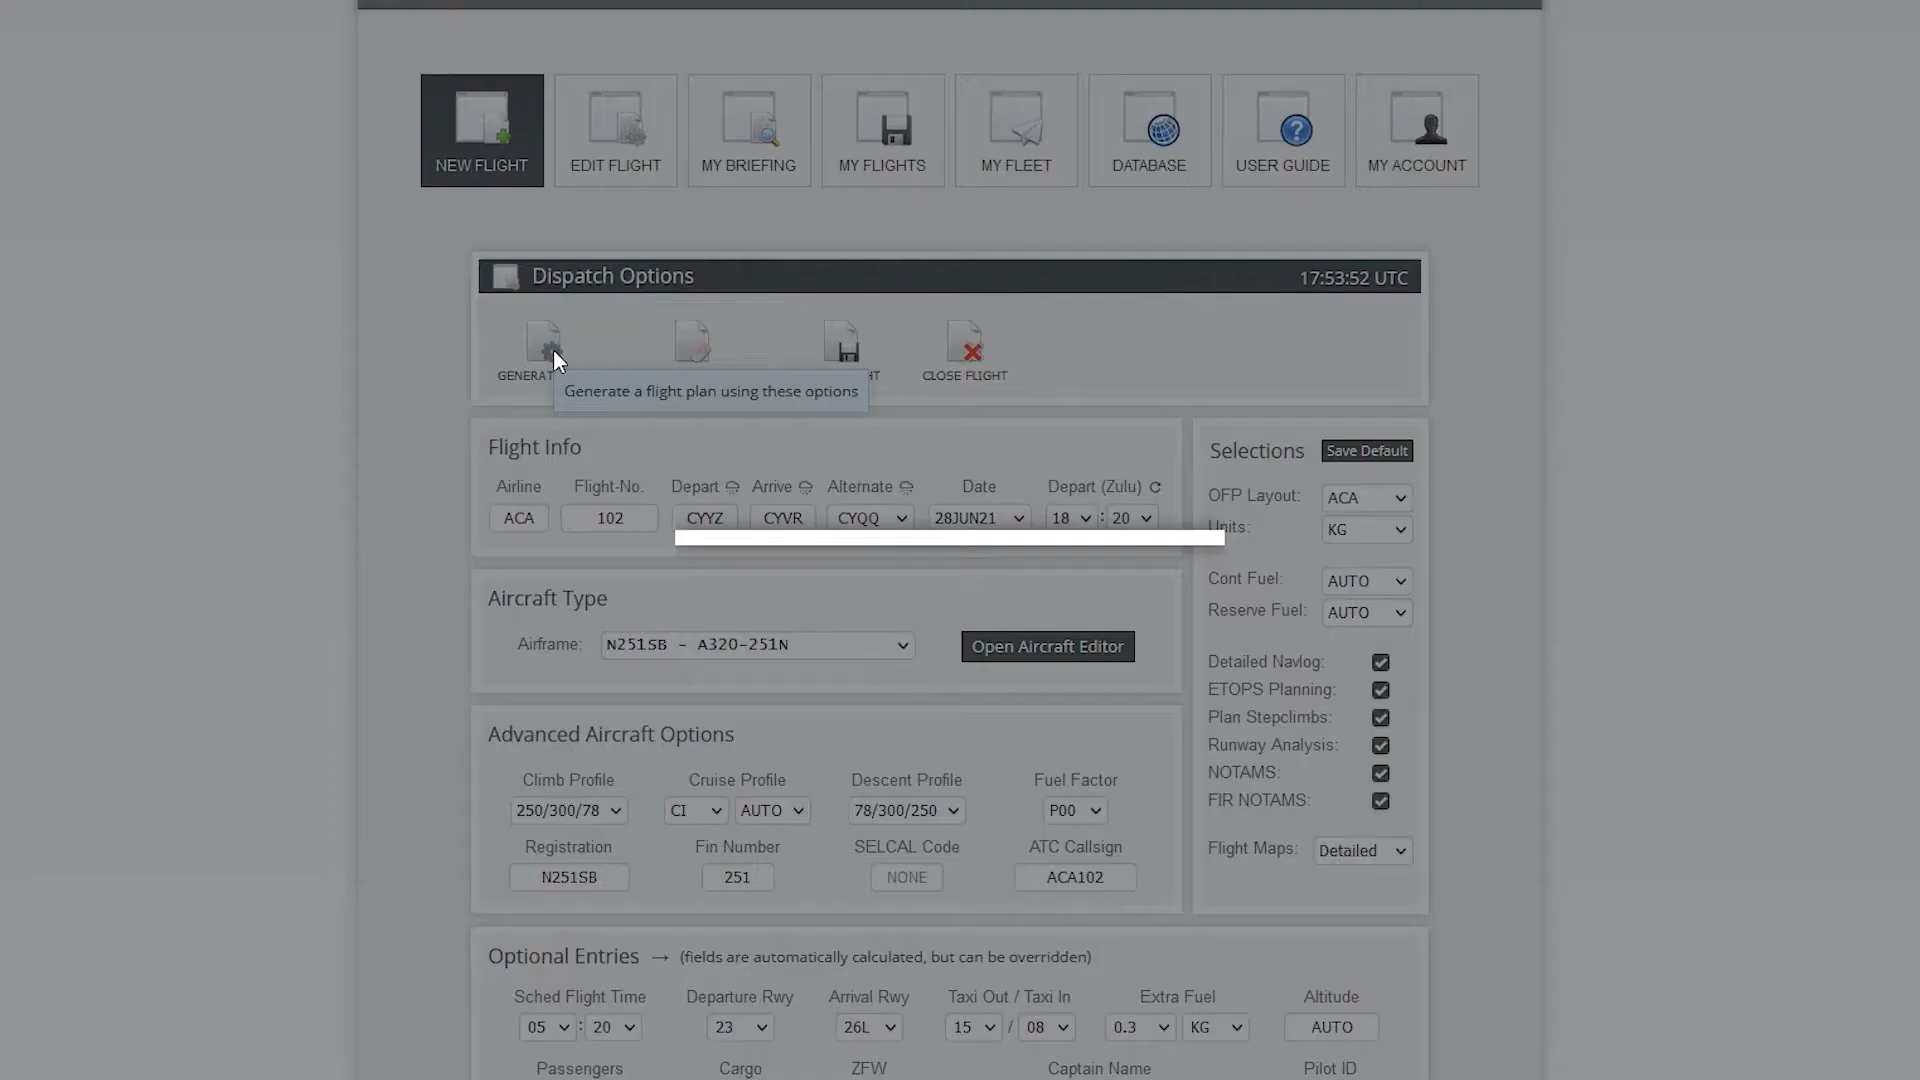 NEW FLIGHT EDIT FLIGHT MY BRIEFING MY FLIGHTS MY FLEET DATABASE USER GUIDE MY ACCOUNT
Dispatch Options 17:53:52 UTC
CLOSE FLIGHT
Generate a flight plan using these options
Flight Info
Airline Flight-No. Depart Arrive Alternate Date Depart (Zulu)
ACA 102 CYYZ CYVR CYQQ 28JUN21 18 : 20
Selections Save Default
OFP Layout: ACA
Units: KG
Cont Fuel: AUTO
Reserve Fuel: AUTO
Detailed Navlog:
ETOPS Planning:
Plan Stepclimbs:
Runway Analysis:
NOTAMS:
FIR NOTAMS:
Flight Maps: Detailed
Aircraft Type
Airframe: N251SB - A320-251N Open Aircraft Editor
Advanced Aircraft Options
Climb Profile Cruise Profile Descent Profile Fuel Factor
250/300/78 CI AUTO 78/300/250 P00
Registration Fin Number SELCAL Code ATC Callsign
N251SB 251 NONE ACA102
Optional Entries → (fields are automatically calculated, but can be overridden)
Sched Flight Time Departure Rwy Arrival Rwy Taxi Out / Taxi In Extra Fuel Altitude
05 : 20 23 26L 15 / 08 0.3 KG AUTO
Passengers Cargo ZFW Captain Name Pilot ID